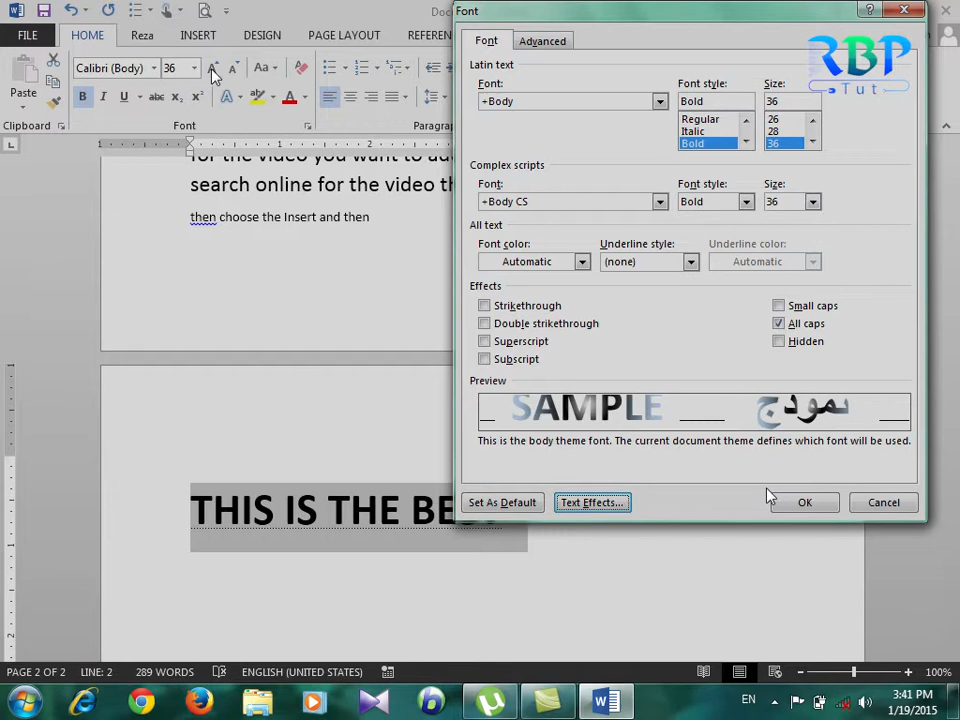 Doc
Font
FILE
HOME
Reza
INSERT
DESIGN
PAGE LAYOUT
REFEREN
Font
Advanced
RBP
Tut
Latin text
Paste
Calibri (Body)
36
Font:
Font style:
Size:
+Body
Bold
36
Regular
26
Italic
28
Bold
36
Clipboard
Font
Paragr
for the video you want to ad
Complex scripts
search online for the video th
Font:
Font style:
Size:
+Body CS
Bold
36
then choose the Insert and then
All text
Font color:
Underline style:
Underline color:
Automatic
(none)
Automatic
Effects
Strikethrough
Small caps
Double strikethrough
All caps
Superscript
Hidden
Subscript
Preview
SAMPLE
نموذج
This is the body theme font. The current document theme defines which font will be used.
Set As Default
Text Effects...
OK
Cancel
THIS IS THE BEST
PAGE 2 OF 2
LINE: 2
289 WORDS
ENGLISH (UNITED STATES)
100%
EN
3:41 PM
1/19/2015